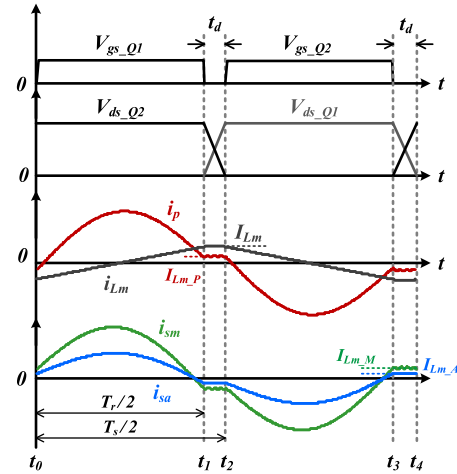 t_d t_d
V_gs_Q1 V_gs_Q2
0 t
V_ds_Q2 V_ds_Q1
0 t
i_p I_Lm
0 t
i_Lm I_Lm_P
i_sm I_Lm_M I_Lm_A
0
i_sa
T_r/2
T_s/2
t_0 t_1 t_2 t_3 t_4